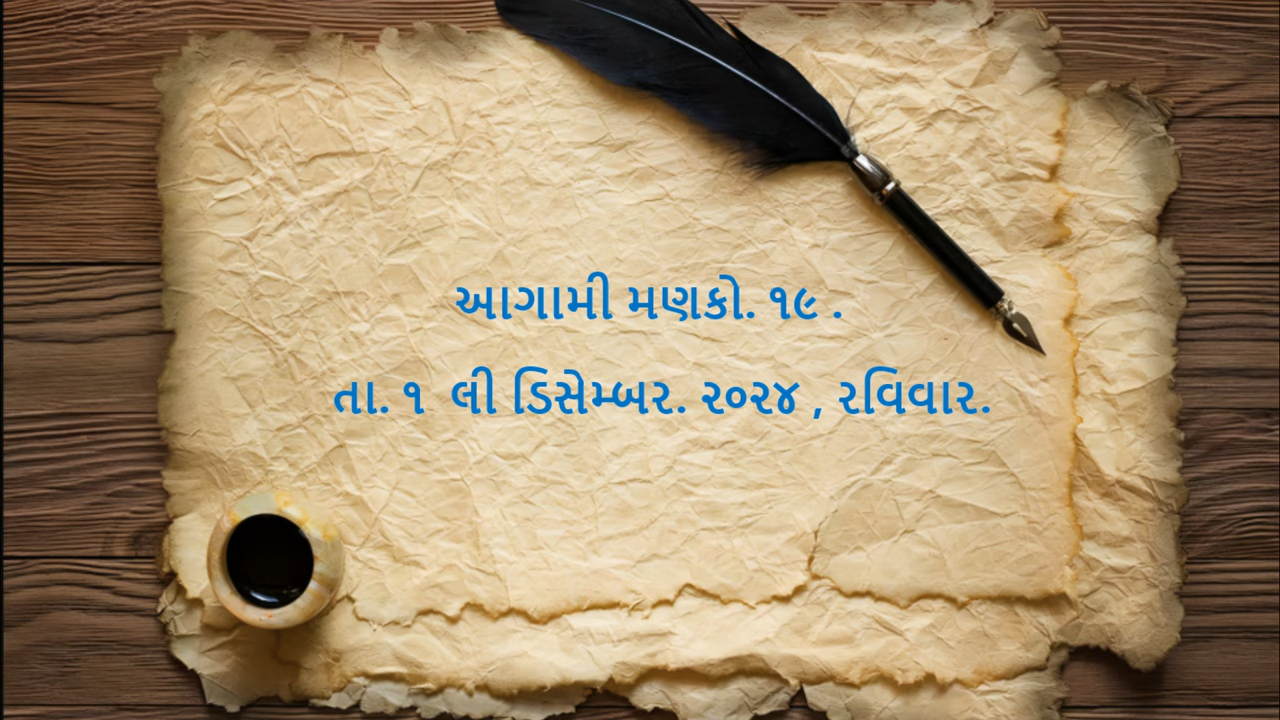 આગામી મણકો. ૧૯ .
તા. ૧ લી ડિસેમ્બર. ૨૦૨૪ , રવિવાર.